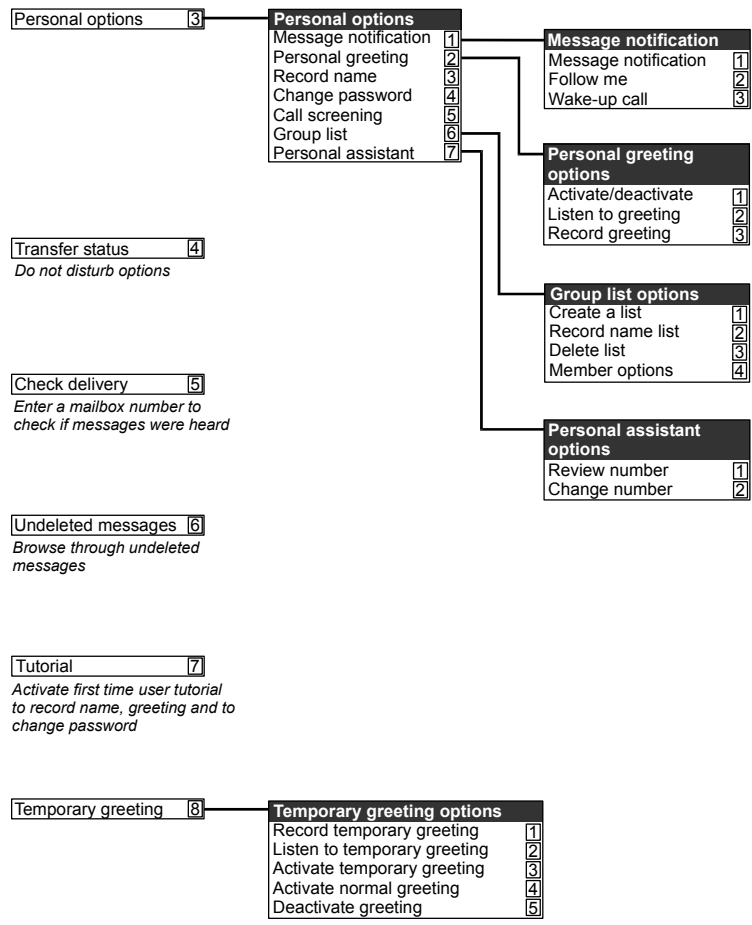 Personal options 3
Personal options
Message notification 1
Personal greeting 2
Record name 3
Change password 4
Call screening 5
Group list 6
Personal assistant 7
Message notification
Message notification 1
Follow me 2
Wake-up call 3
Personal greeting
options
Activate/deactivate 1
Listen to greeting 2
Record greeting 3
Transfer status 4
Do not disturb options
Group list options
Create a list 1
Record name list 2
Delete list 3
Member options 4
Check delivery 5
Enter a mailbox number to
check if messages were heard
Personal assistant
options
Review number 1
Change number 2
Undeleted messages 6
Browse through undeleted
messages
Tutorial 7
Activate first time user tutorial
to record name, greeting and to
change password
Temporary greeting 8
Temporary greeting options
Record temporary greeting 1
Listen to temporary greeting 2
Activate temporary greeting 3
Activate normal greeting 4
Deactivate greeting 5